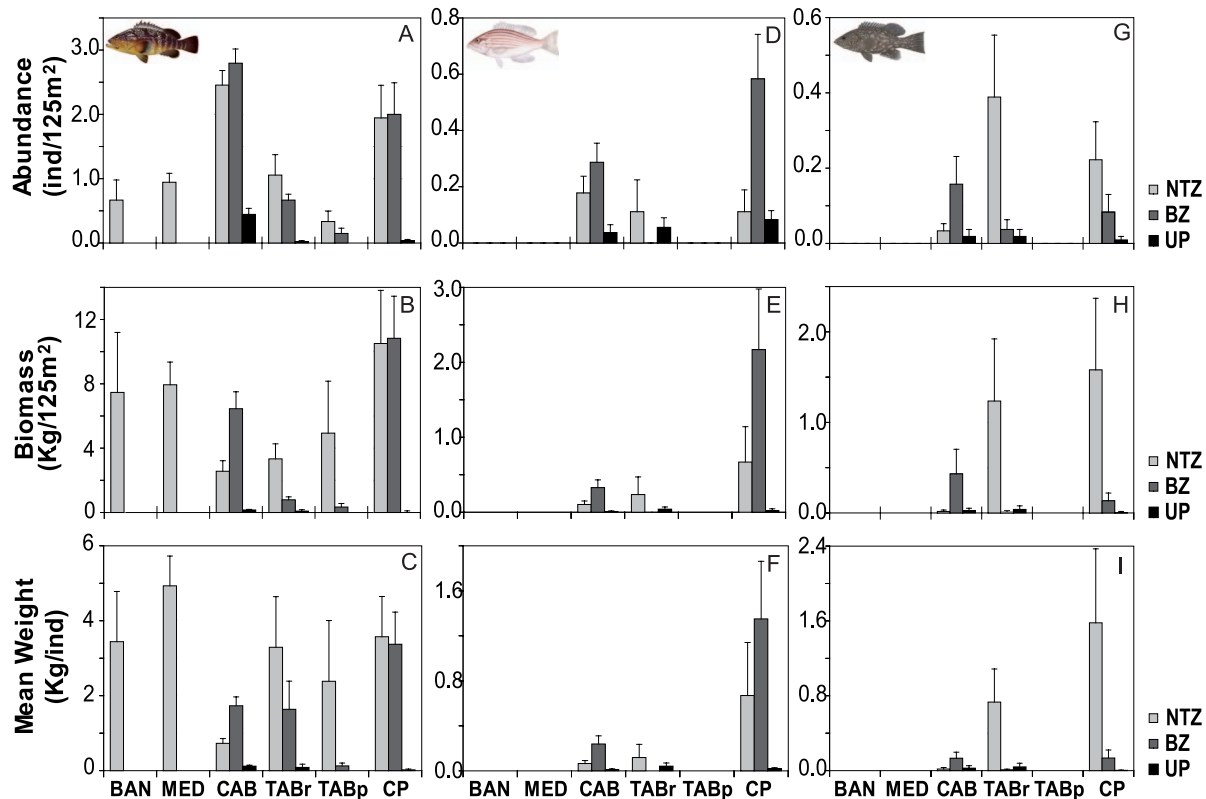 A
D
G
Abundance
(ind/125m²)
3.0
2.0
1.0
0.0
0.8
0.6
0.4
0.2
0.0
0.6
0.4
0.2
0.0
NTZ
BZ
UP
B
E
H
Biomass
(Kg/125m²)
12
8
4
0
3.0
2.0
1.0
0.0
2.0
1.0
0.0
NTZ
BZ
UP
C
F
I
Mean Weight
(Kg/ind)
6
4
2
0
1.6
0.8
0.0
2.4
1.8
1.2
0.6
0.0
NTZ
BZ
UP
BAN MED CAB TABr TABp CP
BAN MED CAB TABr TABp CP
BAN MED CAB TABr TABp CP